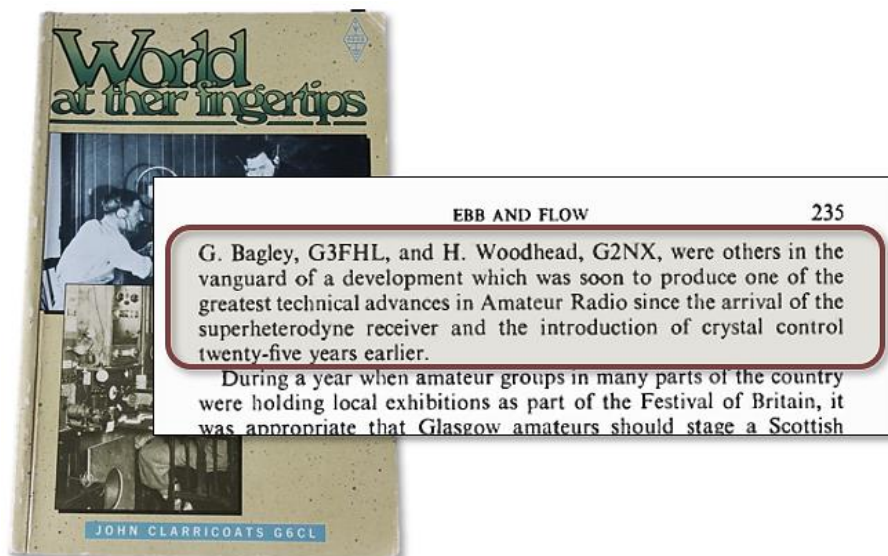 World
at their fingertips
JOHN CLARRICOATS G6CL
EBB AND FLOW 235
G. Bagley, G3FHL, and H. Woodhead, G2NX, were others in the
vanguard of a development which was soon to produce one of the
greatest technical advances in Amateur Radio since the arrival of the
superheterodyne receiver and the introduction of crystal control
twenty-five years earlier.
During a year when amateur groups in many parts of the country
were holding local exhibitions as part of the Festival of Britain, it
was appropriate that Glasgow amateurs should stage a Scottish